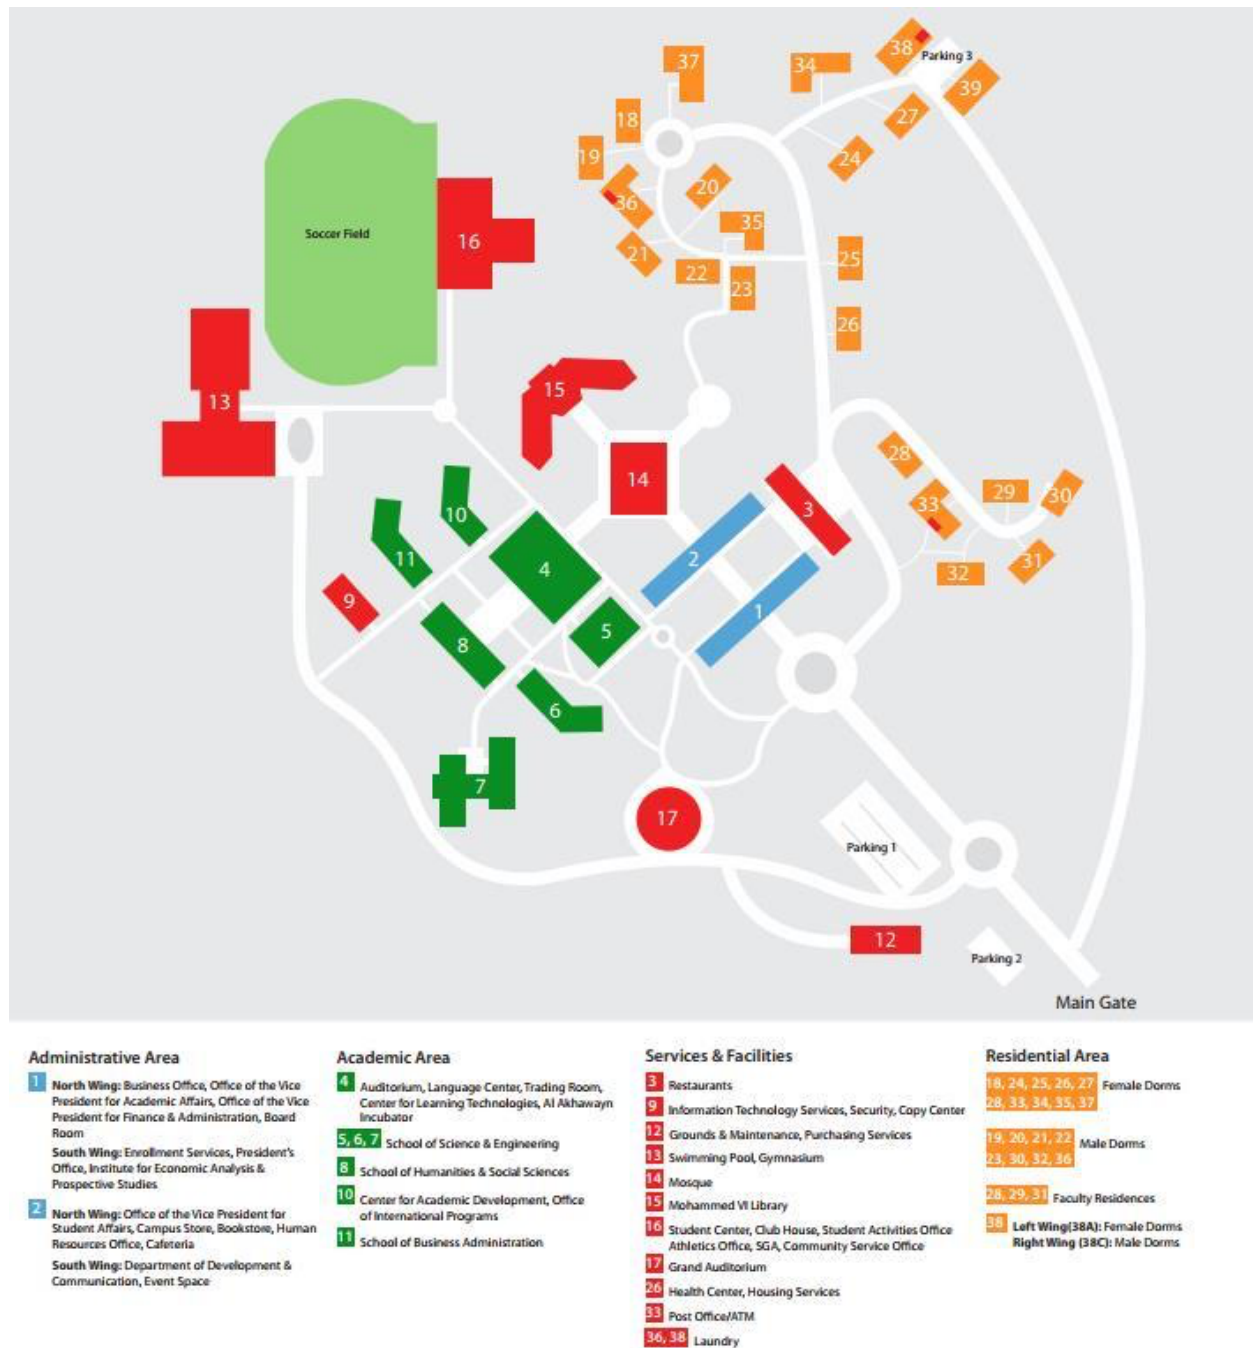 37
34
38
Parking 3
39
18
27
19
24
20
36
35
Soccer Field
16
21
25
22
23
26
15
13
14
28
3
29
30
33
10
11
4
2
31
32
9
1
5
8
6
7
17
Parking 1
12
Parking 2
Main Gate
Administrative Area
1 North Wing: Business Office, Office of the Vice
President for Academic Affairs, Office of the Vice
President for Finance & Administration, Board
Room
South Wing: Enrollment Services, President's
Office, Institute for Economic Analysis &
Prospective Studies
2 North Wing: Office of the Vice President for
Student Affairs, Campus Store, Bookstore, Human
Resources Office, Cafeteria
South Wing: Department of Development &
Communication, Event Space
Academic Area
4 Auditorium, Language Center, Trading Room,
Center for Learning Technologies, Al Akhawayn
Incubator
5, 6, 7 School of Science & Engineering
8 School of Humanities & Social Sciences
10 Center for Academic Development, Office
of International Programs
11 School of Business Administration
Services & Facilities
3 Restaurants
9 Information Technology Services, Security, Copy Center
12 Grounds & Maintenance, Purchasing Services
13 Swimming Pool, Gymnasium
14 Mosque
15 Mohammed VI Library
16 Student Center, Club House, Student Activities Office
Athletics Office, SGA, Community Service Office
17 Grand Auditorium
26 Health Center, Housing Services
33 Post Office/ATM
36, 38 Laundry
Residential Area
18, 24, 25, 26, 27 Female Dorms
28, 33, 34, 35, 37
19, 20, 21, 22 Male Dorms
23, 30, 32, 36
28, 29, 31 Faculty Residences
38 Left Wing(38A): Female Dorms
Right Wing (38C): Male Dorms